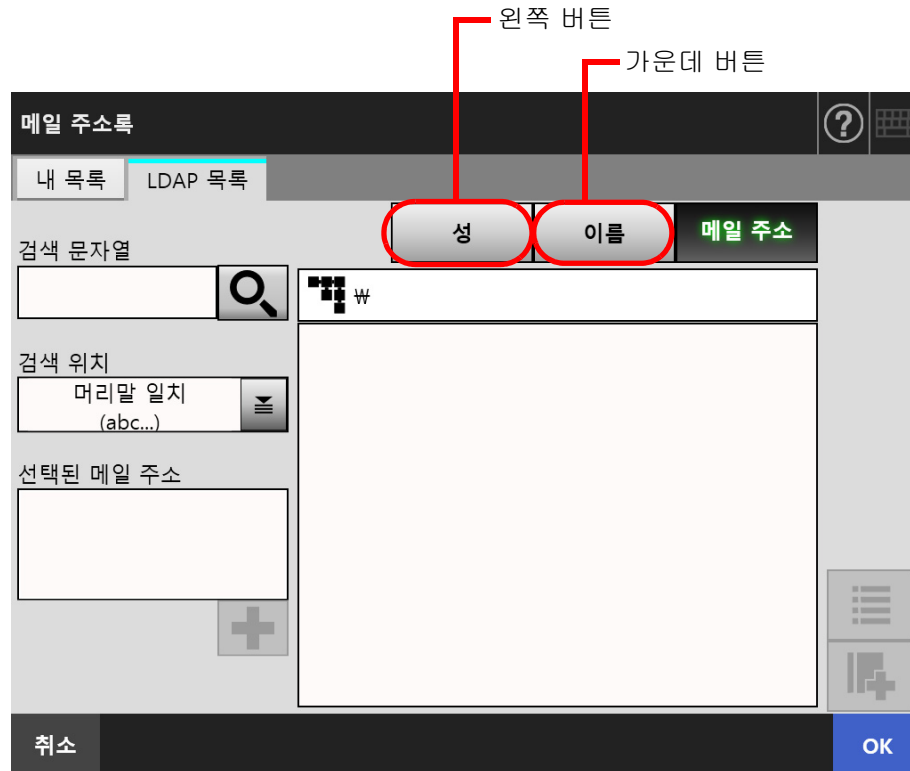 왼쪽 버튼
가운데 버튼
메일 주소록
?
내 목록 LDAP 목록
성 이름 메일 주소
검색 문자열
₩
검색 위치
머리말 일치
(abc...)
선택된 메일 주소
취소 OK